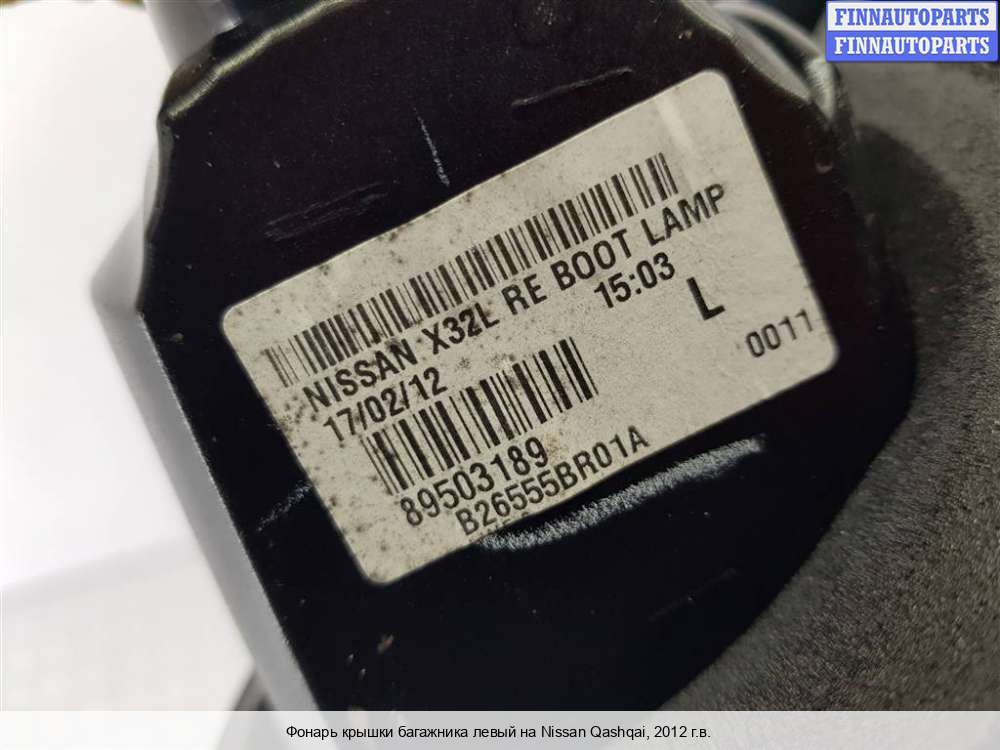 FINNAUTOPARTS
FINNAUTOPARTS
NISSAN X32L RE BOOT LAMP
17/02/12 15:03
L
89503189
0011
B26555BR01A
Фонарь крышки багажника левый на Nissan Qashqai, 2012 г.в.